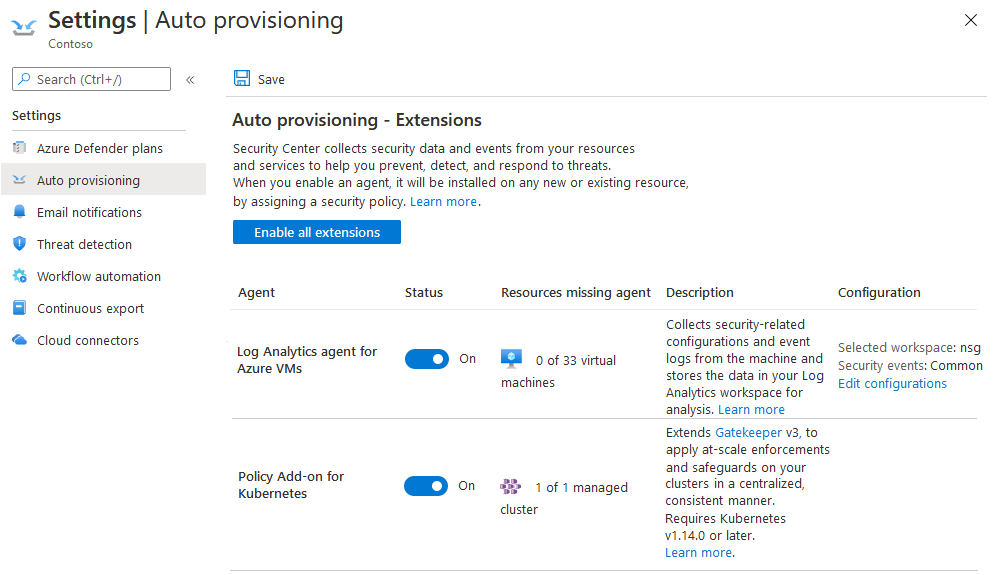 Settings | Auto provisioning
Contoso
Search (Ctrl+/)
«
Settings
Azure Defender plans
Auto provisioning
Email notifications
Threat detection
Workflow automation
Continuous export
Cloud connectors
Save
Auto provisioning - Extensions
Security Center collects security data and events from your resources
and services to help you prevent, detect, and respond to threats.
When you enable an agent, it will be installed on any new or existing resource,
by assigning a security policy. Learn more.
Enable all extensions
Agent Status Resources missing agent Description Configuration
Log Analytics agent for
Azure VMs
On
0 of 33 virtual
machines
Collects security-related
configurations and event
logs from the machine and
stores the data in your Log
Analytics workspace for
analysis. Learn more
Selected workspace: nsg
Security events: Common
Edit configurations
Policy Add-on for
Kubernetes
On
1 of 1 managed
cluster
Extends Gatekeeper v3, to
apply at-scale enforcements
and safeguards on your
clusters in a centralized,
consistent manner.
Requires Kubernetes
v1.14.0 or later.
Learn more.